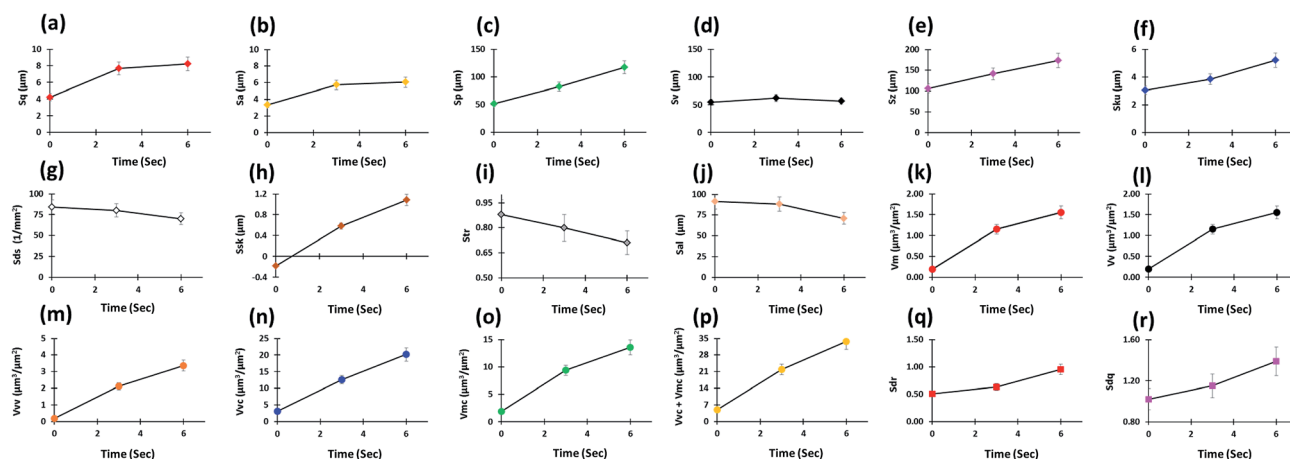 (a)
Sq (µm)
10
8
6
4
2
0
0 2 4 6
Time (Sec)
(b)
Sa (µm)
10
8
6
4
2
0
0 2 4 6
Time (Sec)
(c)
Sp (µm)
150
100
50
0
0 2 4 6
Time (Sec)
(d)
Sv (µm)
150
100
50
0
0 2 4 6
Time (Sec)
(e)
Sz (µm)
200
150
100
50
0
0 2 4 6
Time (Sec)
(f)
Sku (µm)
6
4
2
0
0 2 4 6
Time (Sec)
(g)
Sds (1/mm²)
100
75
50
25
0
0 2 4 6
Time (Sec)
(h)
Ssk (µm)
1.2
0.8
0.4
0
-0.4
0 2 4 6
Time (Sec)
(i)
Str
0.95
0.80
0.65
0.50
0 2 4 6
Time (Sec)
(j)
Sal (µm)
100
75
50
25
0
0 2 4 6
Time (Sec)
(k)
Vm (µm³/µm²)
2.00
1.50
1.00
0.50
0.00
0 2 4 6
Time (Sec)
(l)
Vv (µm³/µm²)
2.00
1.50
1.00
0.50
0.00
0 2 4 6
Time (Sec)
(m)
Vvv (µm³/µm²)
5
4
3
2
1
0
0 2 4 6
Time (Sec)
(n)
Vvc (µm³/µm²)
25
20
15
10
5
0
0 2 4 6
Time (Sec)
(o)
Vmc (µm³/µm²)
15
10
5
0
0 2 4 6
Time (Sec)
(p)
Vvc + Vmc (µm³/µm²)
35
28
21
14
7
0
0 2 4 6
Time (Sec)
(q)
Sdr
1.50
1.00
0.50
0.00
0 2 4 6
Time (Sec)
(r)
Sdq
1.60
1.20
0.80
0 2 4 6
Time (Sec)